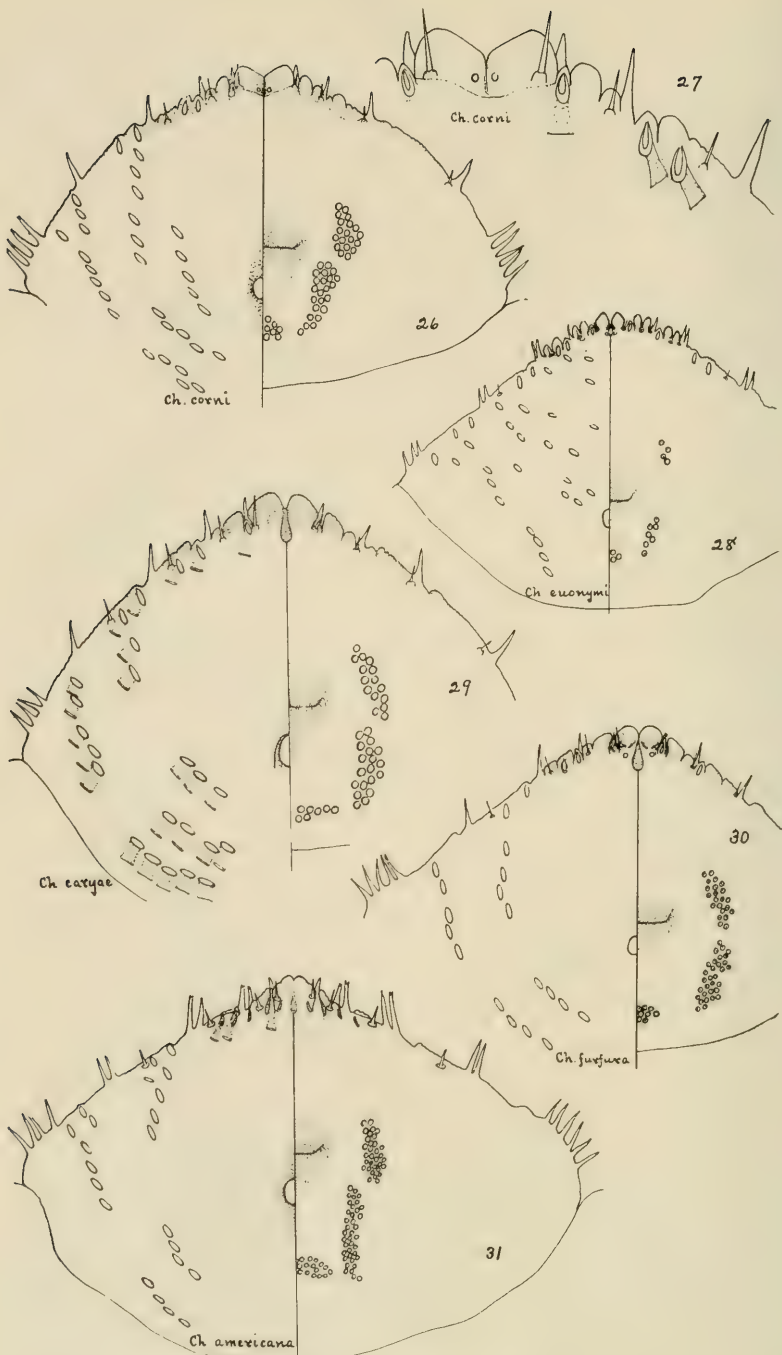 27
Ch. corni
26
Ch. corni
28
Ch euonymi
29
Ch caryae
30
Ch. furfura
31
Ch americana